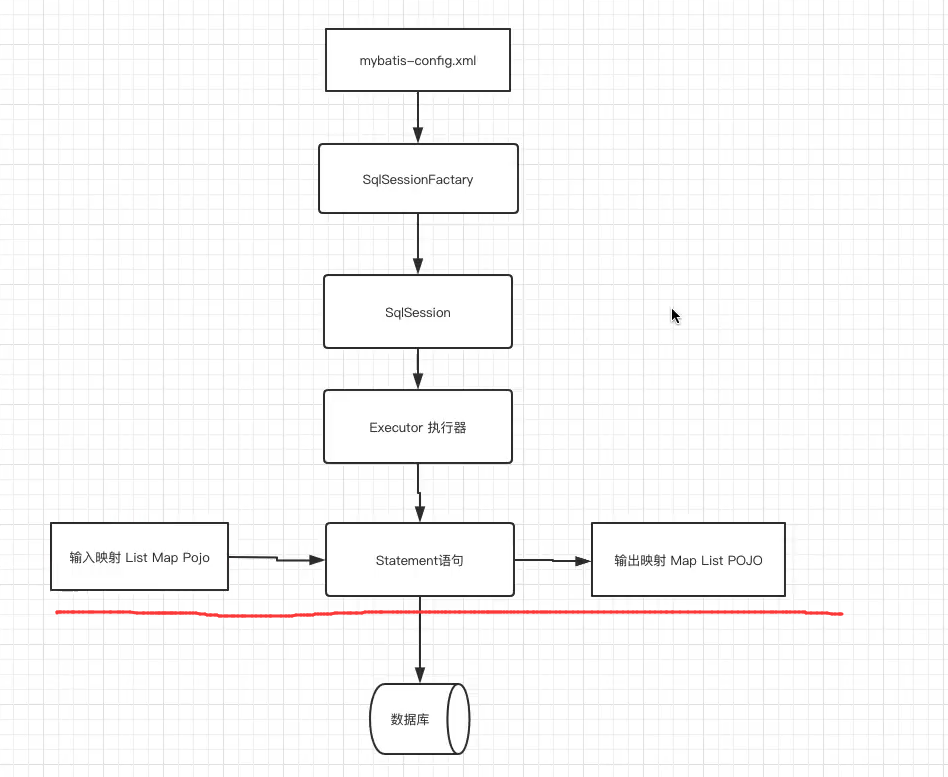 mybatis-config.xml
SqlSessionFactary
SqlSession
Executor 执行器
输入映射 List Map Pojo
Statement语句
输出映射 Map List POJO
数据库